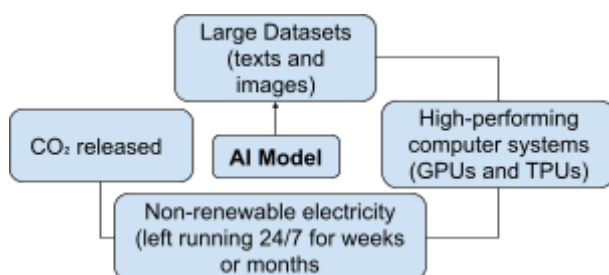 Large Datasets
(texts and
images)
High-performing
computer systems
(GPUs and TPUs)
CO₂ released
AI Model
Non-renewable electricity
(left running 24/7 for weeks
or months